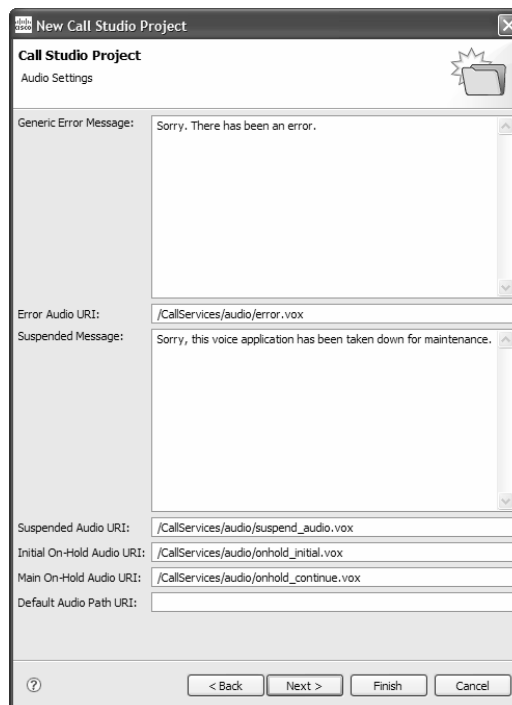 cisco New Call Studio Project
Call Studio Project
Audio Settings
Generic Error Message: Sorry. There has been an error.
Error Audio URI: /CallServices/audio/error.vox
Suspended Message: Sorry, this voice application has been taken down for maintenance.
Suspended Audio URI: /CallServices/audio/suspend_audio.vox
Initial On-Hold Audio URI: /CallServices/audio/onhold_initial.vox
Main On-Hold Audio URI: /CallServices/audio/onhold_continue.vox
Default Audio Path URI:
? < Back Next > Finish Cancel